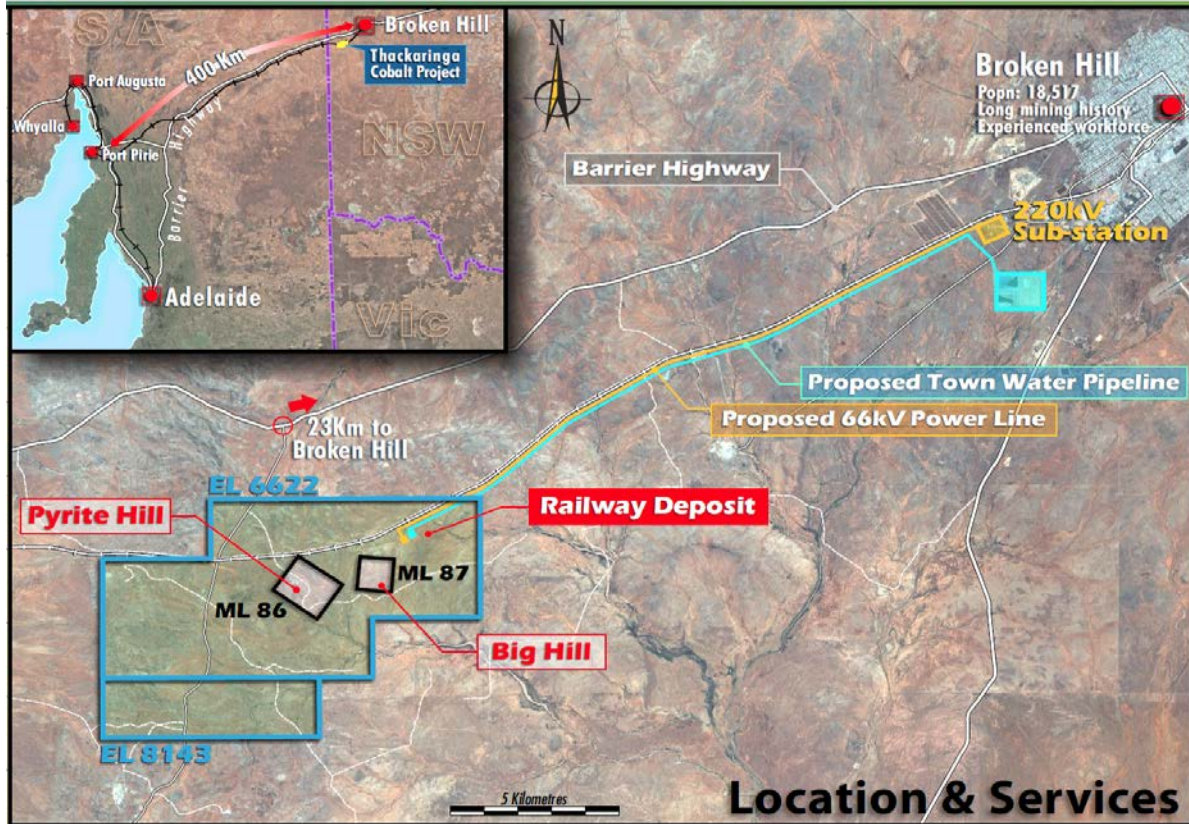 SA
Broken Hill
Thackaringa
Cobalt Project
400 Km
Port Augusta
Whyalla
Port Pirie
Barrier Highway
NSW
Adelaide
Vic
N
Broken Hill
Popn: 18,517
Long mining history
Experienced workforce
Barrier Highway
220kV
Sub-station
Proposed Town Water Pipeline
Proposed 66kV Power Line
23Km to
Broken Hill
EL 6622
Pyrite Hill
Railway Deposit
ML 87
ML 86
Big Hill
EL 8143
5 Kilometres
Location & Services